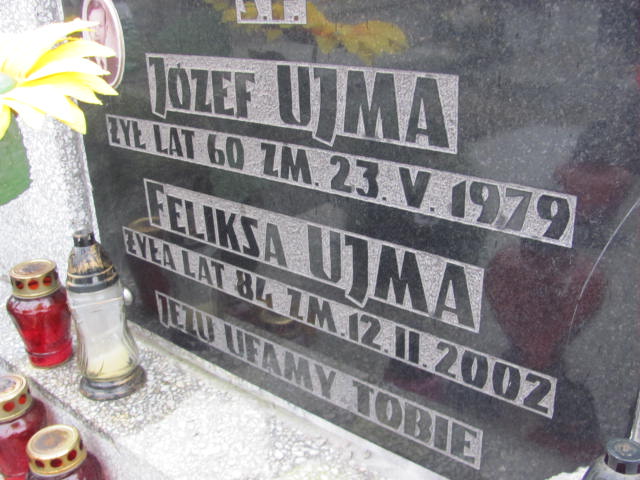 Ś.P.
JÓZEF UJMA
ŻYŁ LAT 60 ZM. 23. V. 1979
FELIKSA UJMA
ŻYŁA LAT 84 ZM. 12. II. 2002
JEZU UFAMY TOBIE